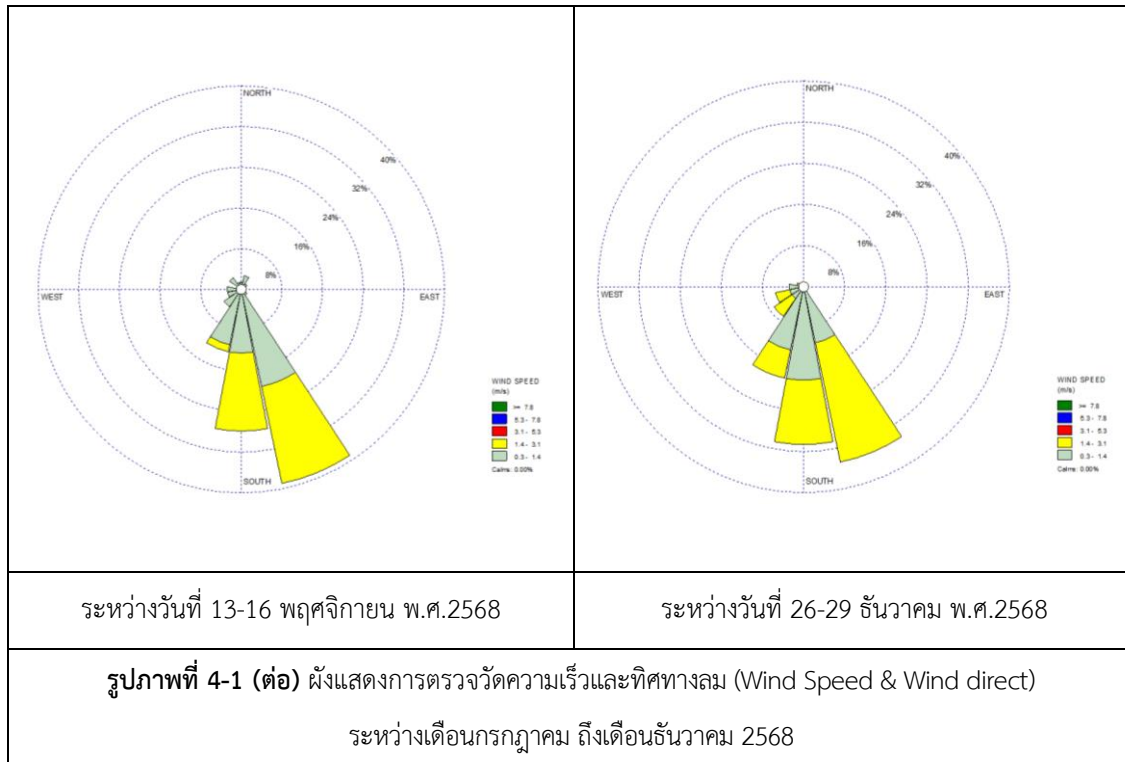 NORTH
40%
32%
24%
16%
8%
WEST
EAST
SOUTH
WIND SPEED
(m/s)
>= 7.8
5.3 - 7.8
3.1 - 5.3
1.4 - 3.1
0.3 - 1.4
Calms: 0.00%
NORTH
40%
32%
24%
16%
8%
WEST
EAST
SOUTH
WIND SPEED
(m/s)
>= 7.8
5.3 - 7.8
3.1 - 5.3
1.4 - 3.1
0.3 - 1.4
Calms: 0.00%
ระหว่างวันที่ 13-16 พฤศจิกายน พ.ศ.2568
ระหว่างวันที่ 26-29 ธันวาคม พ.ศ.2568
รูปภาพที่ 4-1 (ต่อ) ผังแสดงการตรวจวัดความเร็วและทิศทางลม (Wind Speed & Wind direct)
ระหว่างเดือนกรกฎาคม ถึงเดือนธันวาคม 2568